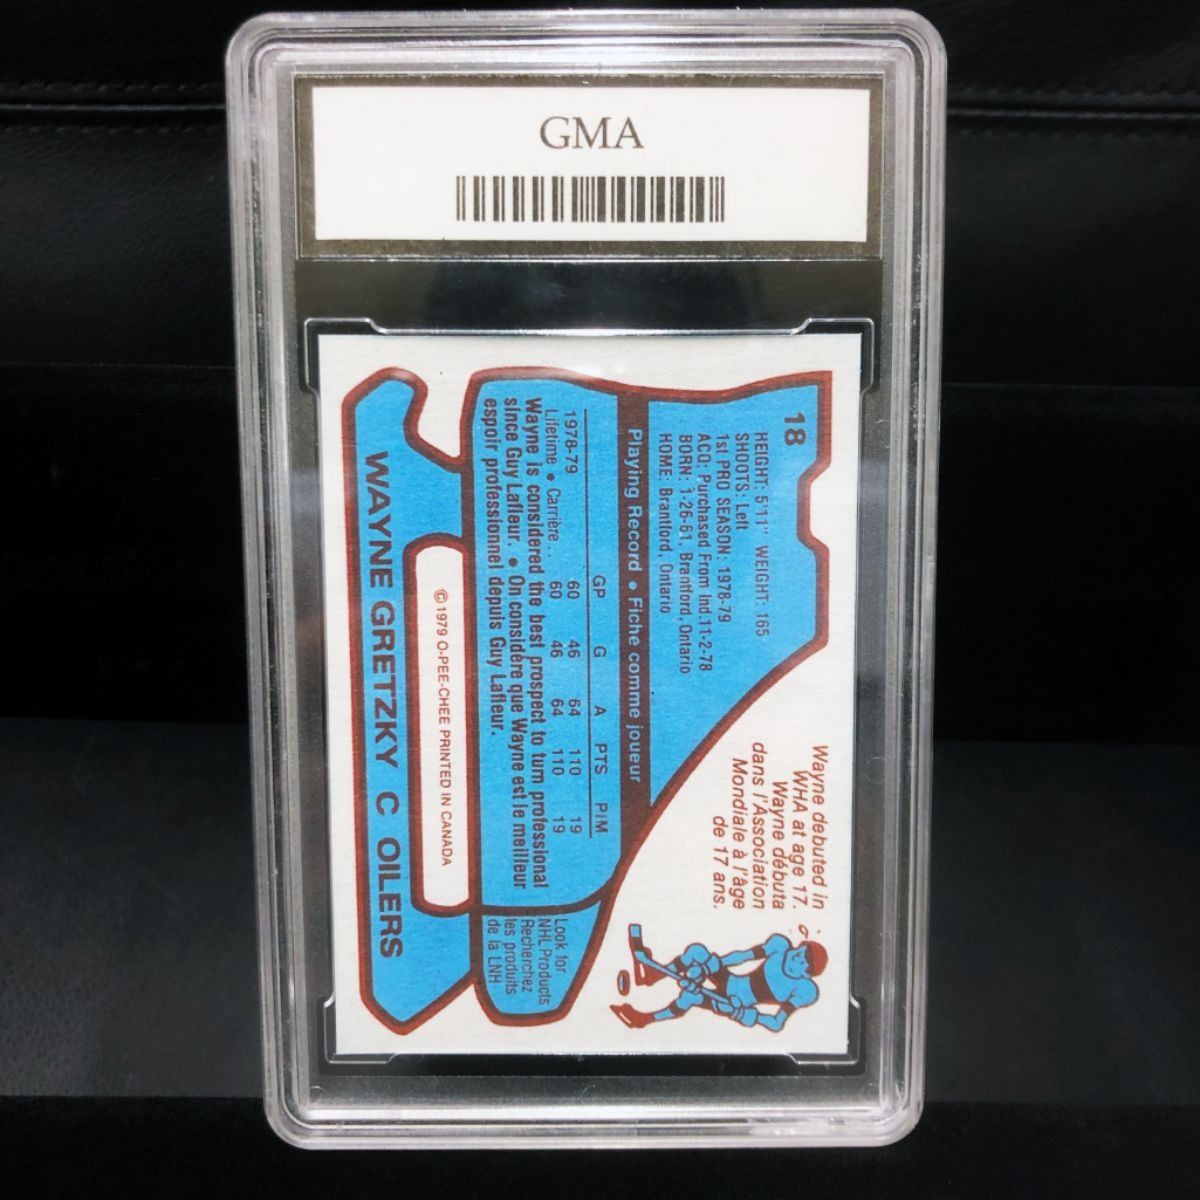 GMA
18
HEIGHT: 5'11" WEIGHT: 165
SHOOTS: Left
1st PRO SEASON: 1978-79
ACQ: Purchased From Ind.11-2-78
BORN: 1-26-61, Brantford, Ontario
HOME: Brantford, Ontario
Wayne debuted in
WHA at age 17.
Wayne débuta
dans l'Association
Mondiale à l'âge
de 17 ans.
Playing Record • Fiche comme joueur
GP G A PTS PIM
1978-79 60 46 64 110 19
Lifetime • Carrière .. 60 46 64 110 19
Wayne is considered the best prospect to turn professional
since Guy Lafleur. • On considère que Wayne est le meilleur
espoir professionnel depuis Guy Lafleur.
Look for
NHL Products
Recherchez
les produits
de la LNH
©1979 O-PEE-CHEE PRINTED IN CANADA
WAYNE GRETZKY C OILERS